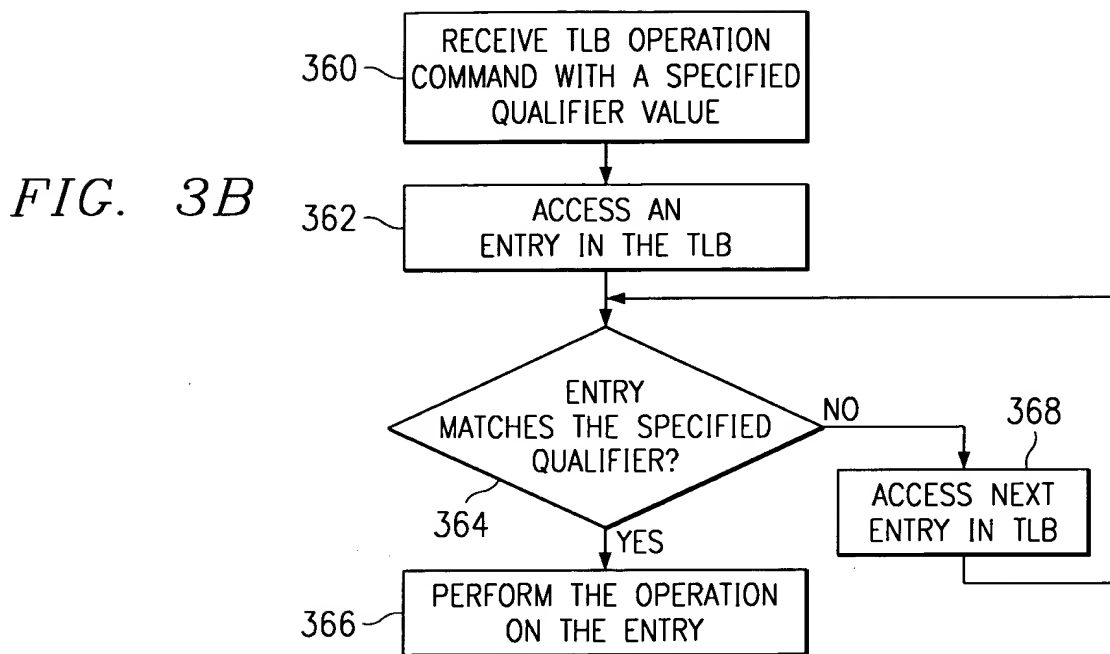 360
RECEIVE TLB OPERATION
COMMAND WITH A SPECIFIED
QUALIFIER VALUE
FIG. 3B
362
ACCESS AN
ENTRY IN THE TLB
364
ENTRY
MATCHES THE SPECIFIED
QUALIFIER?
NO
368
ACCESS NEXT
ENTRY IN TLB
YES
366
PERFORM THE OPERATION
ON THE ENTRY